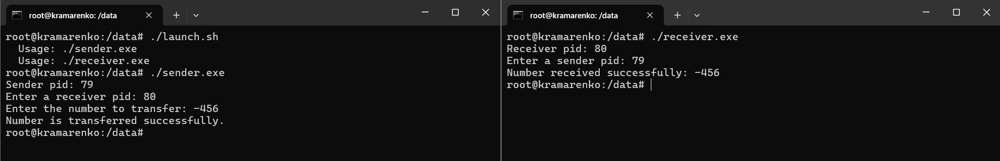 root@kramarenko: /data
root@kramarenko:/data# ./launch.sh
Usage: ./sender.exe
Usage: ./receiver.exe
root@kramarenko:/data# ./sender.exe
Sender pid: 79
Enter a receiver pid: 80
Enter the number to transfer: -456
Number is transferred successfully.
root@kramarenko:/data#
root@kramarenko: /data
root@kramarenko:/data# ./receiver.exe
Receiver pid: 80
Enter a sender pid: 79
Number received successfully: -456
root@kramarenko:/data#